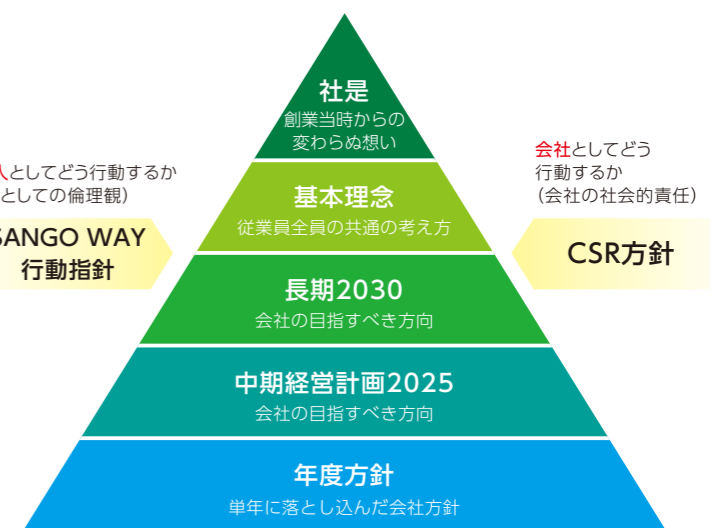 社是
創業当時からの
変わらぬ想い
人としてどう行動するか
としての倫理観）
SANGO WAY
行動指針
会社としてどう
行動するか
（会社の社会的責任）
CSR方針
基本理念
従業員全員の共通の考え方
長期2030
会社の目指すべき方向
中期経営計画2025
会社の目指すべき方向
年度方針
単年に落とし込んだ会社方針